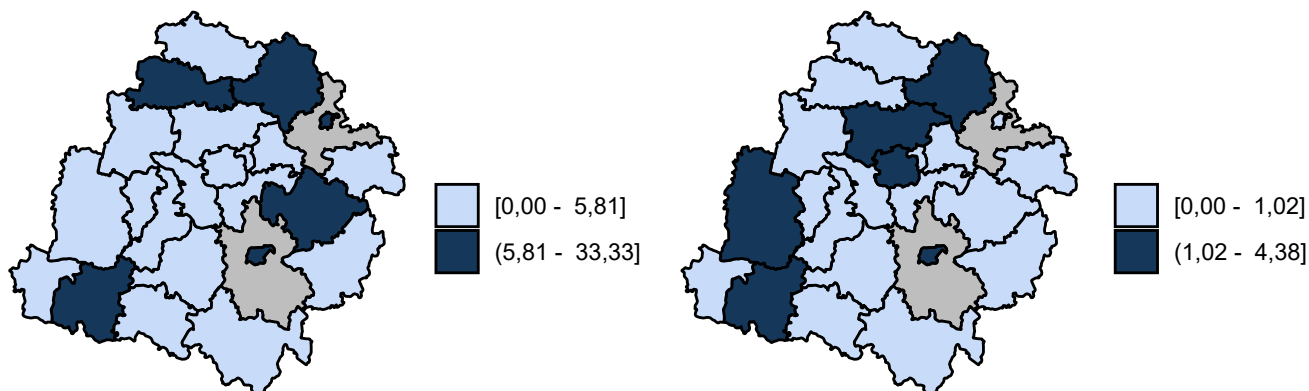 [0,00 -  5,81]
(5,81 -  33,33]
[0,00 -  1,02]
(1,02 -  4,38]